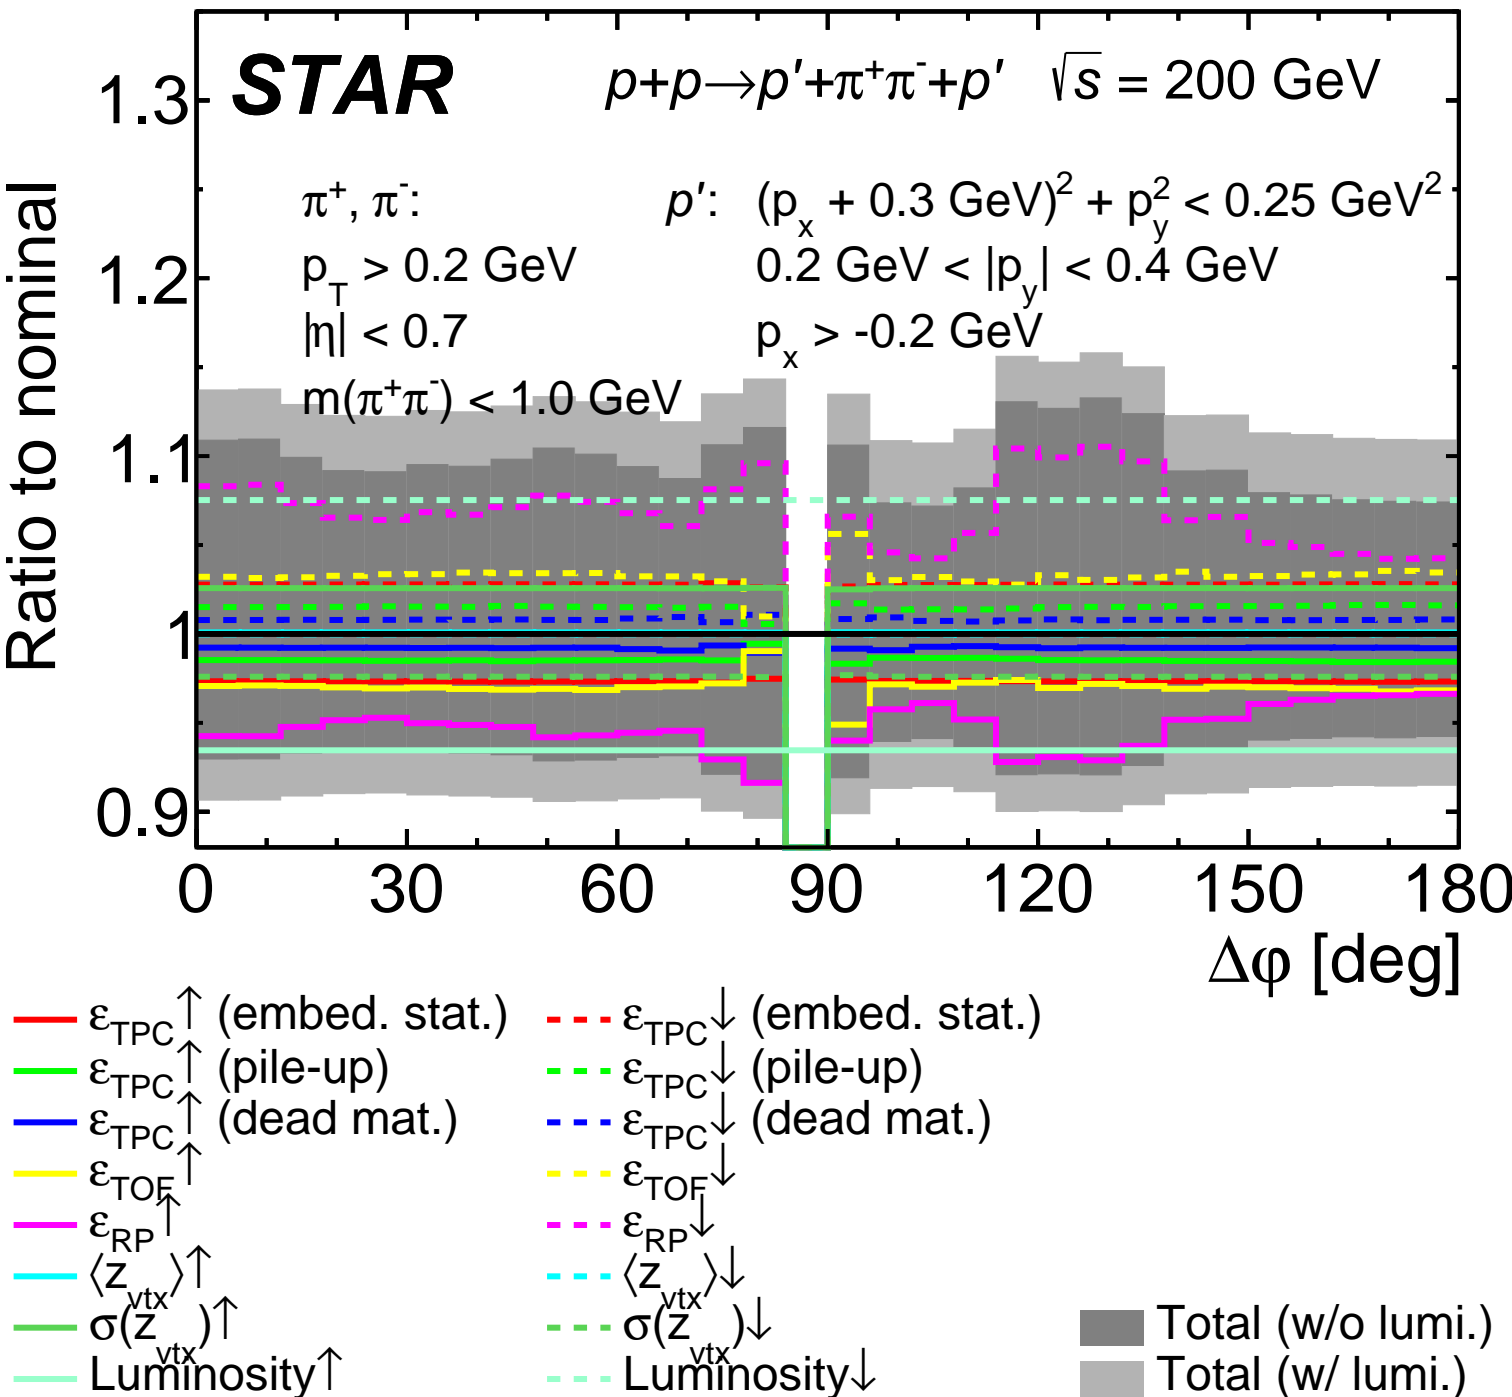 STAR p+p→p′+π⁺π⁻+p′ √s = 200 GeV
π⁺, π⁻: p′: (pₓ + 0.3 GeV)² + p_y² < 0.25 GeV²
p_T > 0.2 GeV 0.2 GeV < |p_y| < 0.4 GeV
|η| < 0.7 pₓ > -0.2 GeV
m(π⁺π⁻) < 1.0 GeV
Ratio to nominal
1.3
1.2
1.1
1
0.9
0 30 60 90 120 150 180
Δφ [deg]
ε_TPC↑ (embed. stat.) ε_TPC↓ (embed. stat.)
ε_TPC↑ (pile-up) ε_TPC↓ (pile-up)
ε_TPC↑ (dead mat.) ε_TPC↓ (dead mat.)
ε_TOF↑ ε_TOF↓
ε_RP↑ ε_RP↓
⟨z_vtx⟩↑ ⟨z_vtx⟩↓
σ(z_vtx)↑ σ(z_vtx)↓ Total (w/o lumi.)
Luminosity↑ Luminosity↓ Total (w/ lumi.)